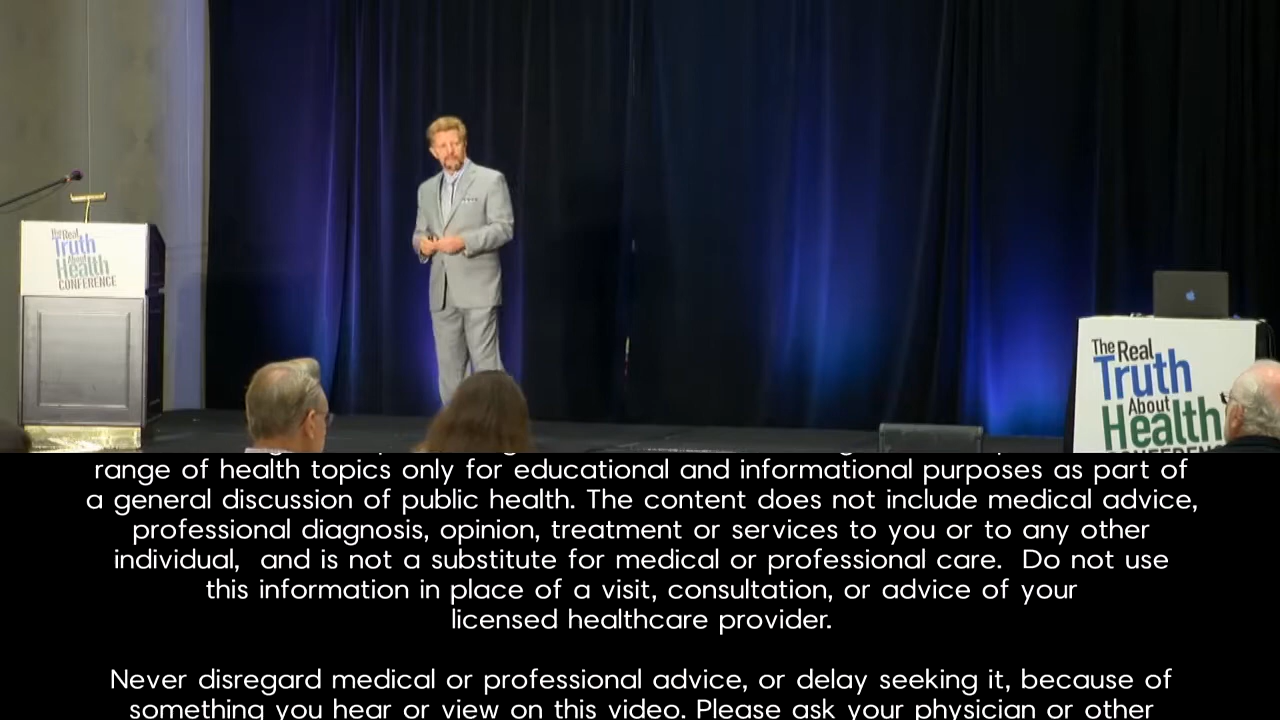 The Real
Truth
About
Health
CONFERENCE
The Real
Truth
About
Health
CONFERENCE
range of health topics only for educational and informational purposes as part of
a general discussion of public health. The content does not include medical advice,
professional diagnosis, opinion, treatment or services to you or to any other
individual,  and is not a substitute for medical or professional care.  Do not use
this information in place of a visit, consultation, or advice of your
licensed healthcare provider.
Never disregard medical or professional advice, or delay seeking it, because of
something you hear or view on this video. Please ask your physician or other